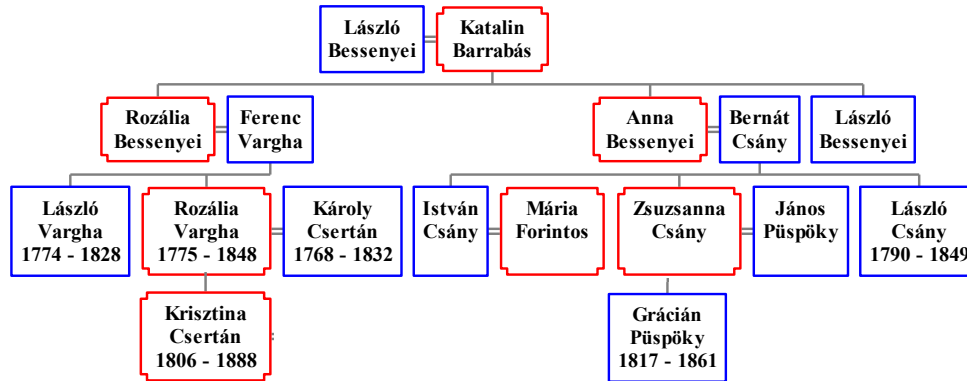 László
Bessenyei
Katalin
Barrabás
Rozália
Bessenyei
Ferenc
Vargha
Anna
Bessenyei
Bernát
Csány
László
Bessenyei
László
Vargha
1774 - 1828
Rozália
Vargha
1775 - 1848
Károly
Csertán
1768 - 1832
István
Csány
Mária
Forintos
Zsuzsanna
Csány
János
Püspöky
László
Csány
1790 - 1849
Krisztina
Csertán
1806 - 1888
Grácián
Püspöky
1817 - 1861